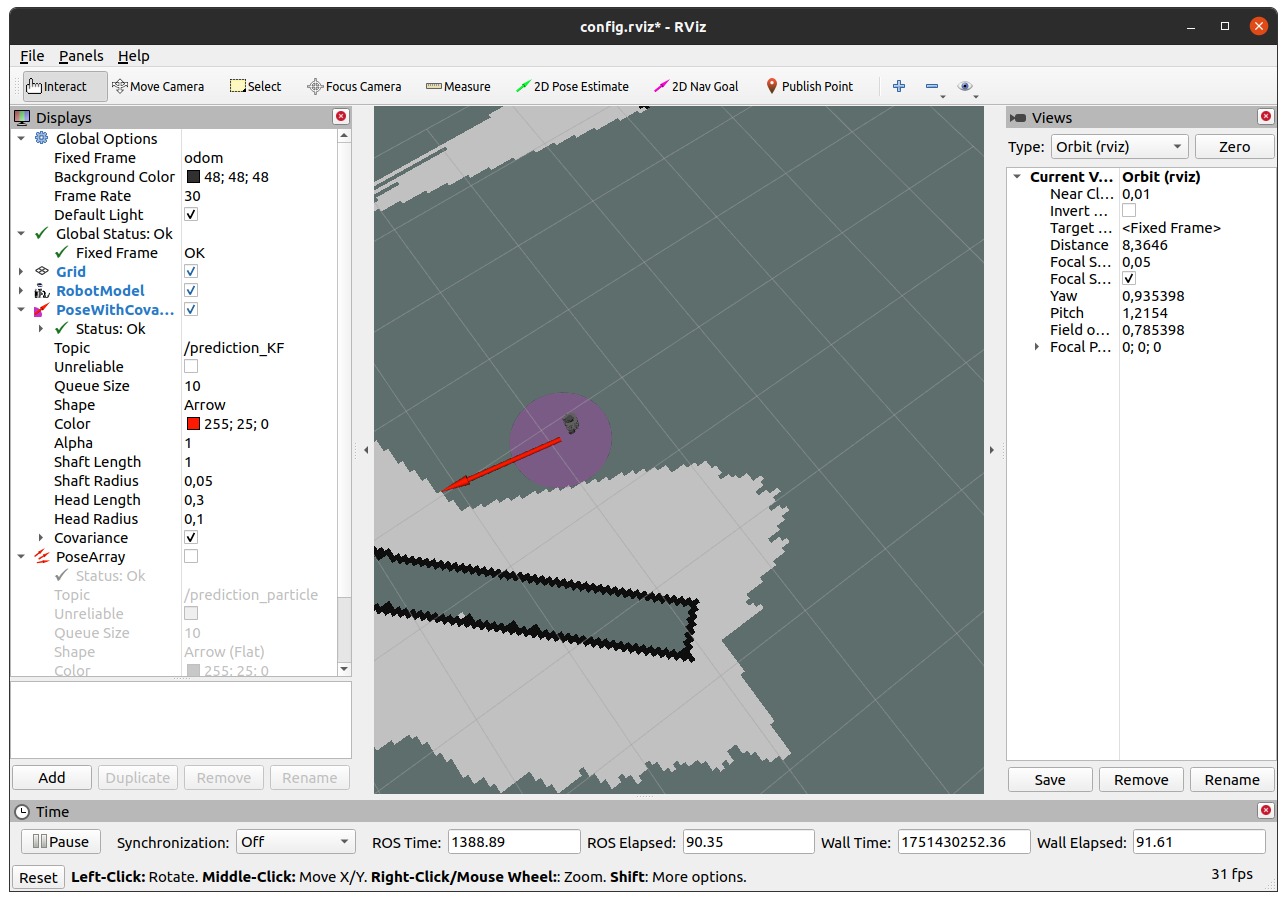 config.rviz* - RViz
File Panels Help
Interact Move Camera Select Focus Camera Measure 2D Pose Estimate 2D Nav Goal Publish Point
Displays
Global Options
Fixed Frame odom
Background Color 48; 48; 48
Frame Rate 30
Default Light
Global Status: Ok
Fixed Frame OK
Grid
RobotModel
PoseWithCova...
Status: Ok
Topic /prediction_KF
Unreliable
Queue Size 10
Shape Arrow
Color 255; 25; 0
Alpha 1
Shaft Length 1
Shaft Radius 0,05
Head Length 0,3
Head Radius 0,1
Covariance
PoseArray
Status: Ok
Topic /prediction_particle
Unreliable
Queue Size 10
Shape Arrow (Flat)
Color 255; 25; 0
Add Duplicate Remove Rename
Views
Type: Orbit (rviz) Zero
Current V... Orbit (rviz)
Near Cl... 0,01
Invert ...
Target ... <Fixed Frame>
Distance 8,3646
Focal S... 0,05
Focal S...
Yaw 0,935398
Pitch 1,2154
Field o... 0,785398
Focal P... 0; 0; 0
Save Remove Rename
Time
Pause Synchronization: Off ROS Time: 1388.89 ROS Elapsed: 90.35 Wall Time: 1751430252.36 Wall Elapsed: 91.61
Reset Left-Click: Rotate. Middle-Click: Move X/Y. Right-Click/Mouse Wheel:: Zoom. Shift: More options. 31 fps